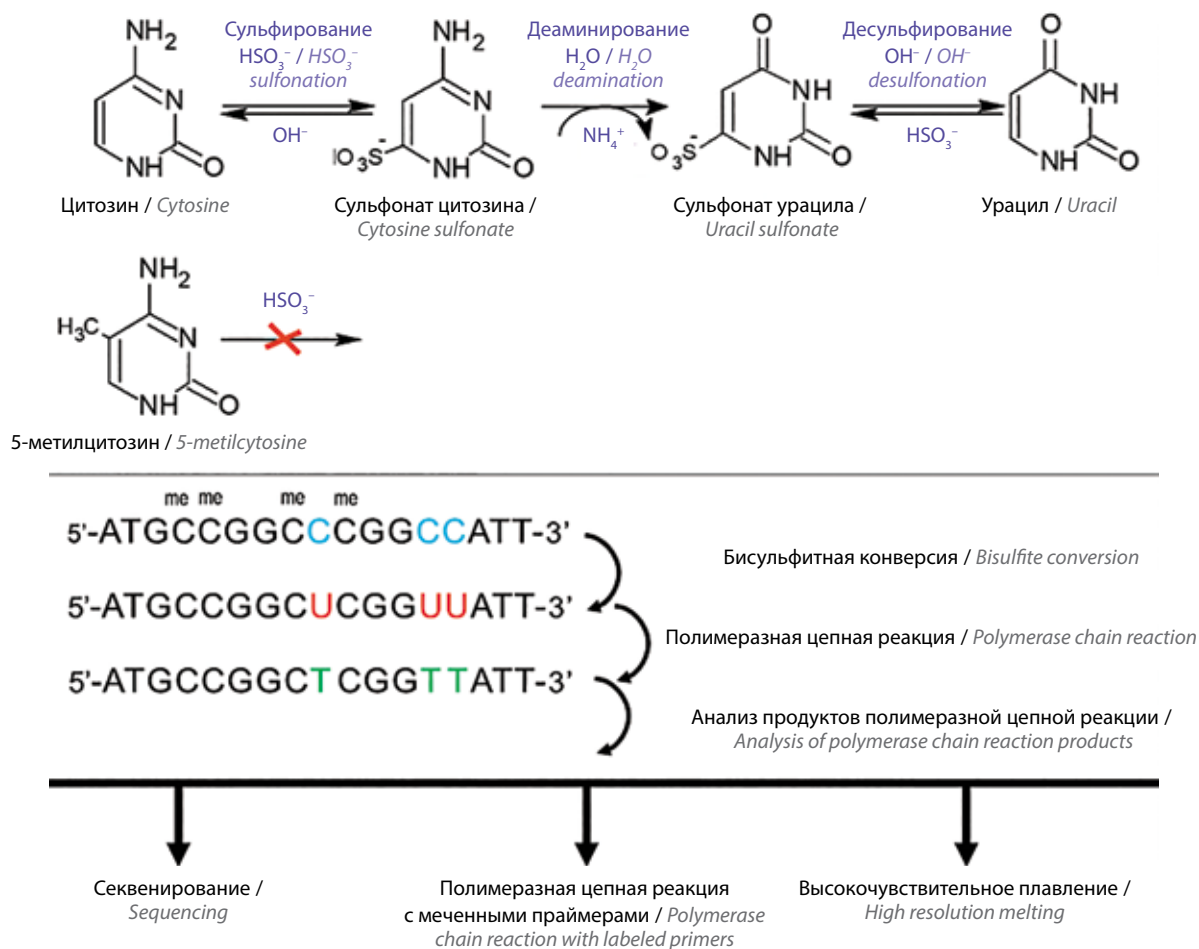 NH₂
N
NH
O
Цитозин / Cytosine
Сульфирование
HSO₃⁻ / HSO₃⁻
sulfonation
OH⁻
NH₂
N
NH
O
IO₃S⁻
Сульфонат цитозина /
Cytosine sulfonate
Деаминирование
H₂O / H₂O
deamination
NH₄⁺
O
NH
NH
O
O₃S⁻
Сульфонат урацила /
Uracil sulfonate
Десульфирование
OH⁻ / OH⁻
desulfonation
HSO₃⁻
O
NH
NH
O
Урацил / Uracil
NH₂
H₃C
N
NH
O
HSO₃⁻
5-метилцитозин / 5-metilcytosine
me me me me
5'-ATGCCGGCCCGGCCATT-3'
Бисульфитная конверсия / Bisulfite conversion
5'-ATGCCGGCUCGGUUATT-3'
Полимеразная цепная реакция / Polymerase chain reaction
5'-ATGCCGGCTCGGTTATT-3'
Анализ продуктов полимеразной цепной реакции /
Analysis of polymerase chain reaction products
Секвенирование /
Sequencing
Полимеразная цепная реакция
с меченными праймерами / Polymerase
chain reaction with labeled primers
Высокочувствительное плавление /
High resolution melting